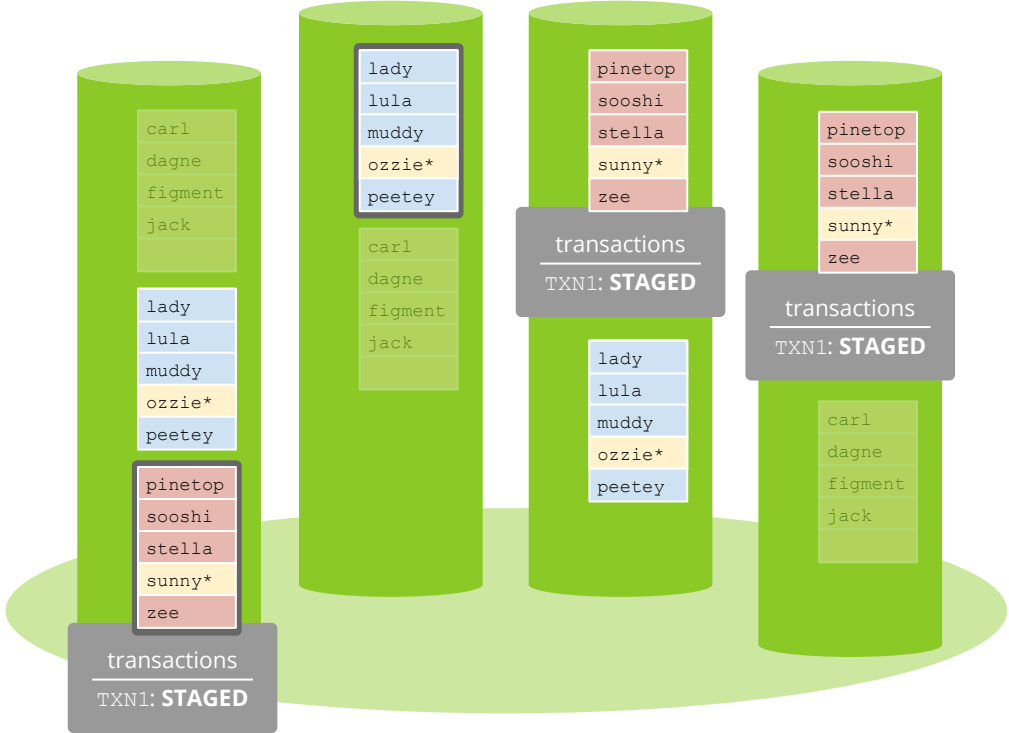 carl
dagne
figment
jack
lady
lula
muddy
ozzie*
peetey
pinetop
sooshi
stella
sunny*
zee
transactions
TXN1: STAGED
lady
lula
muddy
ozzie*
peetey
carl
dagne
figment
jack
pinetop
sooshi
stella
sunny*
zee
transactions
TXN1: STAGED
lady
lula
muddy
ozzie*
peetey
pinetop
sooshi
stella
sunny*
zee
transactions
TXN1: STAGED
carl
dagne
figment
jack